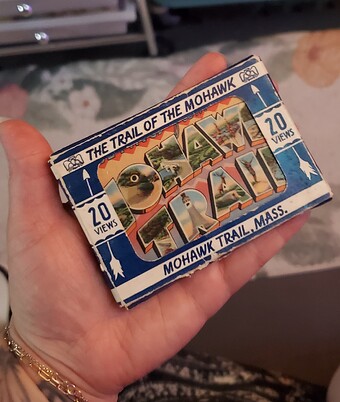 THE TRAIL OF THE MOHAWK
20
VIEWS
MOHAWK
TRAIL
20
VIEWS
MOHAWK TRAIL, MASS.